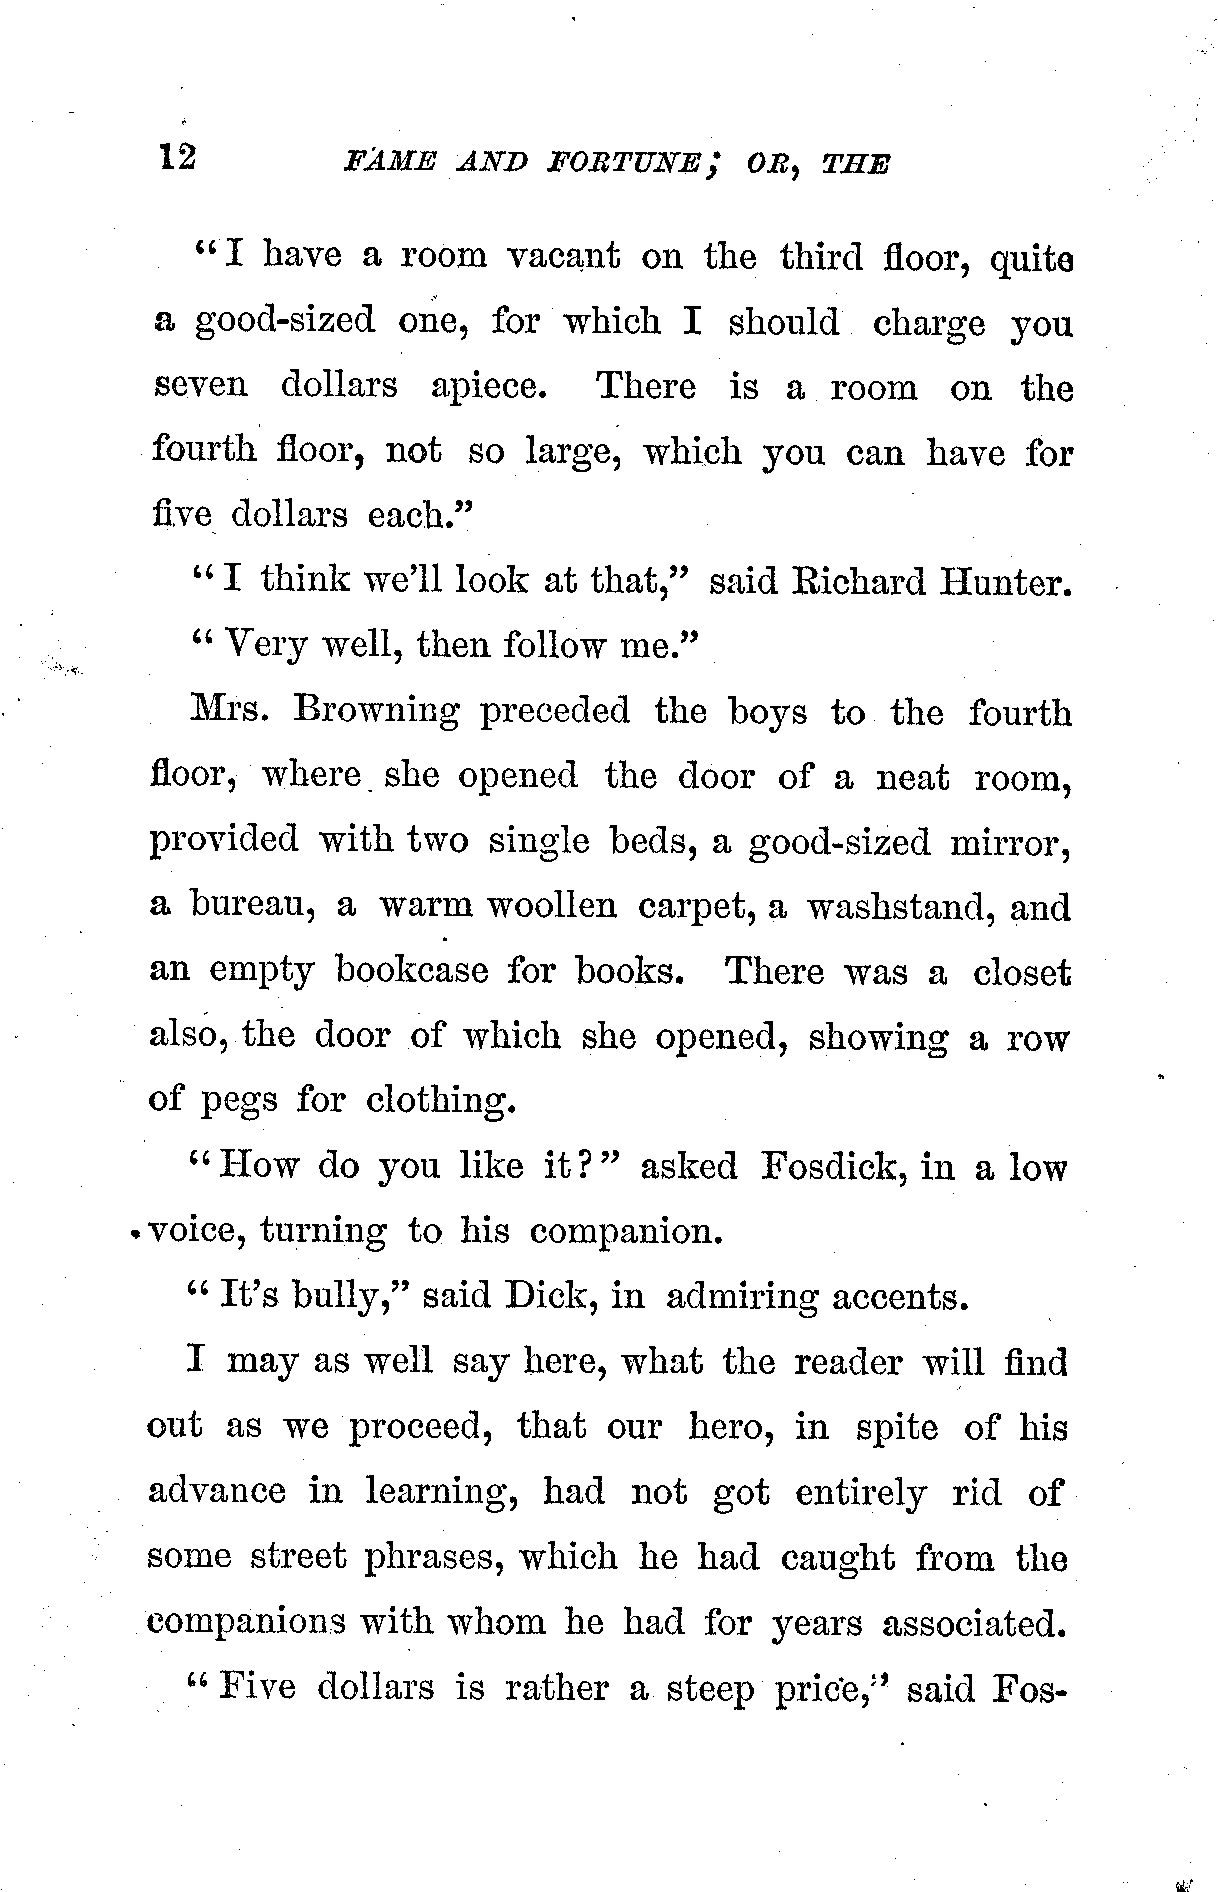 12 FAME AND FORTUNE; OR, THE
"I have a room vacant on the third floor, quite
a good-sized one, for which I should charge you
seven dollars apiece. There is a room on the
fourth floor, not so large, which you can have for
five dollars each."
"I think we'll look at that," said Richard Hunter.
"Very well, then follow me."
Mrs. Browning preceded the boys to the fourth
floor, where she opened the door of a neat room,
provided with two single beds, a good-sized mirror,
a bureau, a warm woollen carpet, a washstand, and
an empty bookcase for books. There was a closet
also, the door of which she opened, showing a row
of pegs for clothing.
"How do you like it?" asked Fosdick, in a low
voice, turning to his companion.
"It's bully," said Dick, in admiring accents.
I may as well say here, what the reader will find
out as we proceed, that our hero, in spite of his
advance in learning, had not got entirely rid of
some street phrases, which he had caught from the
companions with whom he had for years associated.
"Five dollars is rather a steep price," said Fos-